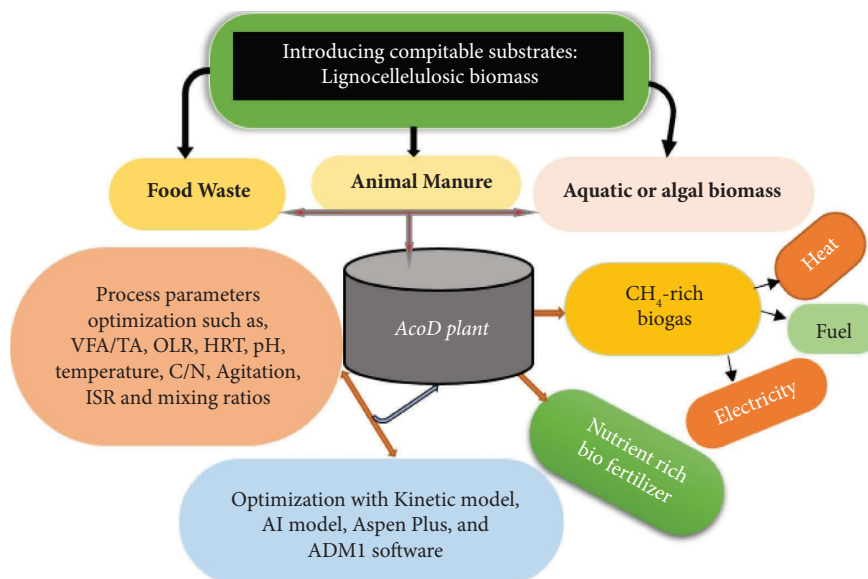 Introducing compitable substrates:
Lignocellelulosic biomass
Food Waste
Animal Manure
Aquatic or algal biomass
Process parameters
optimization such as,
VFA/TA, OLR, HRT, pH,
temperature, C/N, Agitation,
ISR and mixing ratios
AcoD plant
CH₄-rich
biogas
Heat
Fuel
Electricity
Nutrient rich
bio fertilizer
Optimization with Kinetic model,
AI model, Aspen Plus, and
ADM1 software